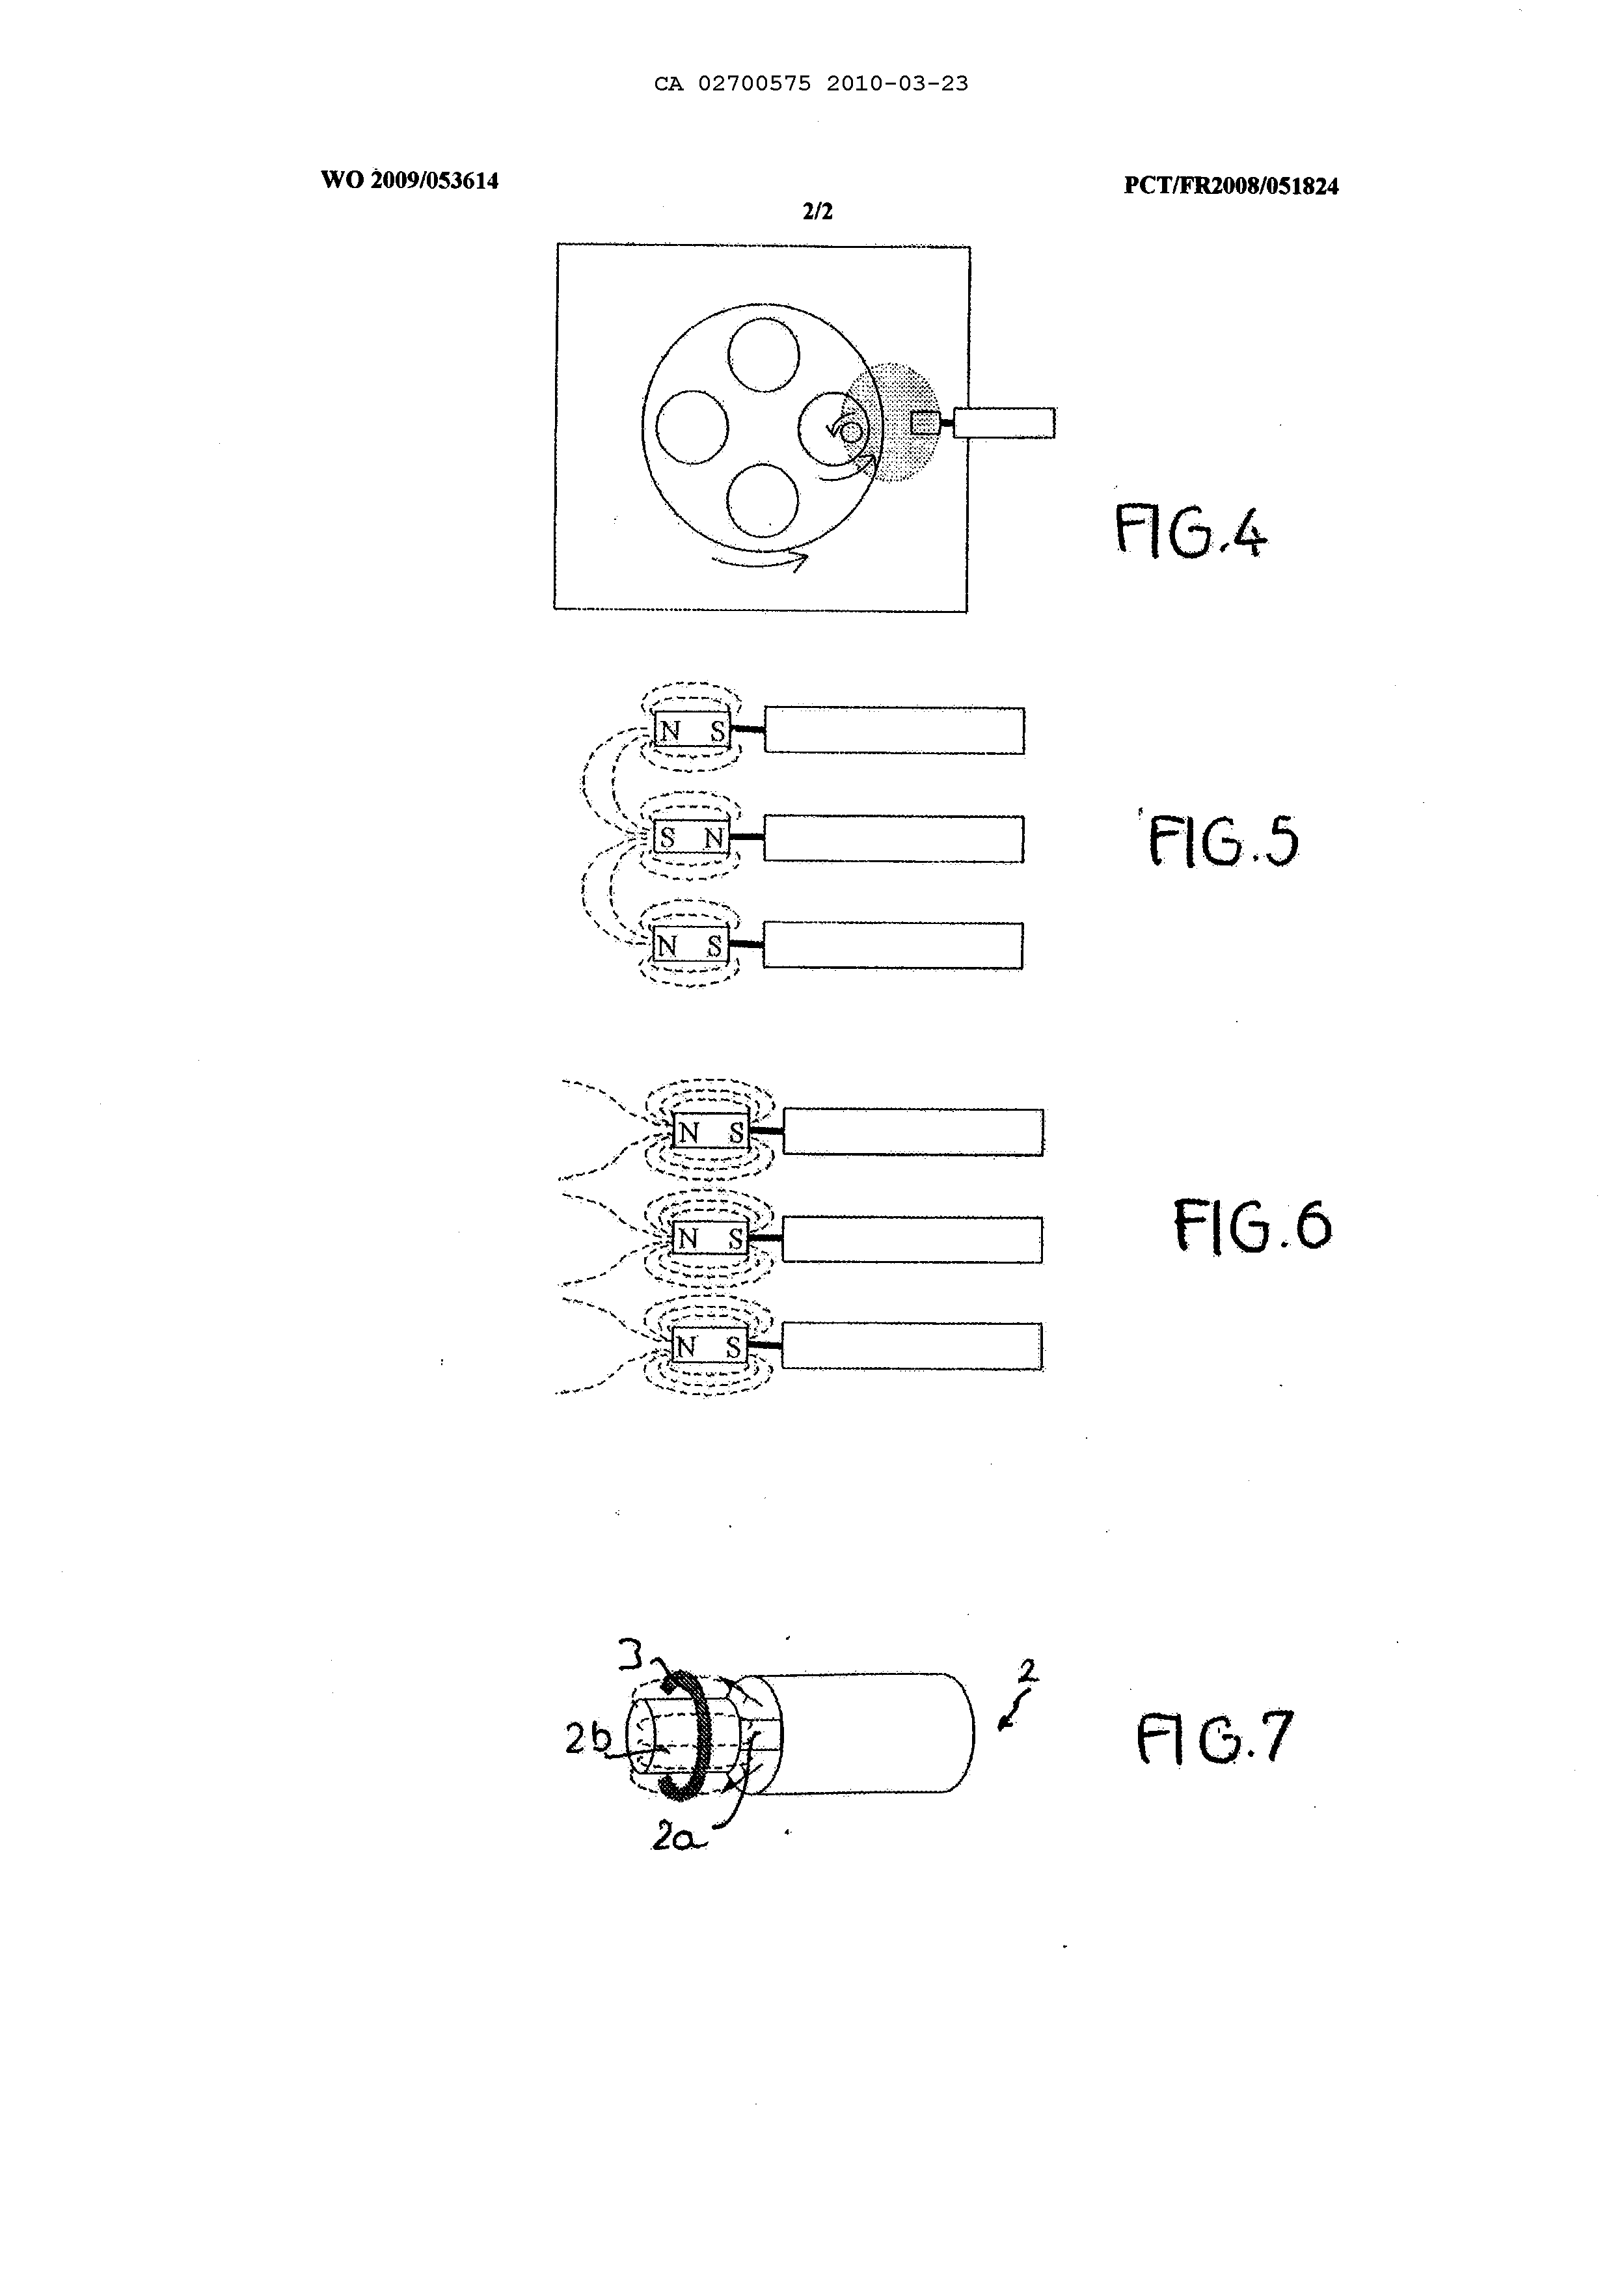 CA 02700575 2010-03-23
WO 2009/053614
PCT/FR2008/051824
2/2
FIG.4
N S
S N
N S
FIG.5
N S
N S
N S
FIG.6
3
2
2b
2a
FIG.7